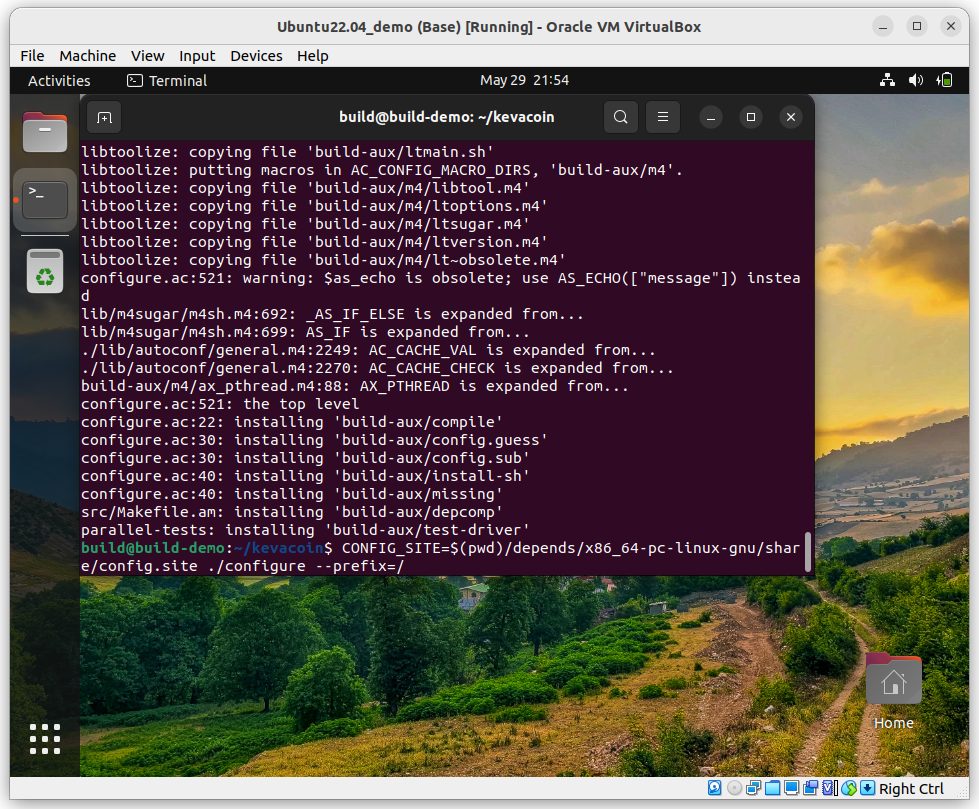 Ubuntu22.04_demo (Base) [Running] - Oracle VM VirtualBox
File Machine View Input Devices Help
Activities Terminal May 29 21:54
build@build-demo: ~/kevacoin
libtoolize: copying file 'build-aux/ltmain.sh'
libtoolize: putting macros in AC_CONFIG_MACRO_DIRS, 'build-aux/m4'.
libtoolize: copying file 'build-aux/m4/libtool.m4'
libtoolize: copying file 'build-aux/m4/ltoptions.m4'
libtoolize: copying file 'build-aux/m4/ltsugar.m4'
libtoolize: copying file 'build-aux/m4/ltversion.m4'
libtoolize: copying file 'build-aux/m4/lt~obsolete.m4'
configure.ac:521: warning: $as_echo is obsolete; use AS_ECHO(["message"]) instea
d
lib/m4sugar/m4sh.m4:692: _AS_IF_ELSE is expanded from...
lib/m4sugar/m4sh.m4:699: AS_IF is expanded from...
./lib/autoconf/general.m4:2249: AC_CACHE_VAL is expanded from...
./lib/autoconf/general.m4:2270: AC_CACHE_CHECK is expanded from...
build-aux/m4/ax_pthread.m4:88: AX_PTHREAD is expanded from...
configure.ac:521: the top level
configure.ac:22: installing 'build-aux/compile'
configure.ac:30: installing 'build-aux/config.guess'
configure.ac:30: installing 'build-aux/config.sub'
configure.ac:40: installing 'build-aux/install-sh'
configure.ac:40: installing 'build-aux/missing'
src/Makefile.am: installing 'build-aux/depcomp'
parallel-tests: installing 'build-aux/test-driver'
build@build-demo:~/kevacoin$ CONFIG_SITE=$(pwd)/depends/x86_64-pc-linux-gnu/shar
e/config.site ./configure --prefix=/
Home
Right Ctrl